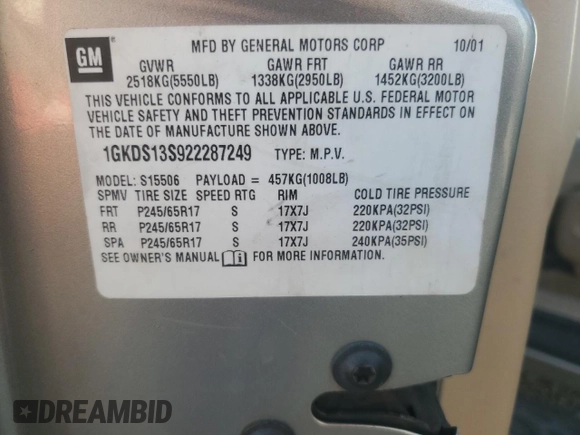 GM
MFD BY GENERAL MOTORS CORP 10/01
GVWR GAWR FRT GAWR RR
2518KG(5550LB) 1338KG(2950LB) 1452KG(3200LB)
THIS VEHICLE CONFORMS TO ALL APPLICABLE U.S. FEDERAL MOTOR
VEHICLE SAFETY AND THEFT PREVENTION STANDARDS IN EFFECT ON
THE DATE OF MANUFACTURE SHOWN ABOVE.
1GKDS13S922287249 TYPE: M.P.V.
MODEL: S15506 PAYLOAD = 457KG(1008LB)
SPMV TIRE SIZE SPEED RTG RIM COLD TIRE PRESSURE
FRT P245/65R17 S 17X7J 220KPA(32PSI)
RR P245/65R17 S 17X7J 220KPA(32PSI)
SPA P245/65R17 S 17X7J 240KPA(35PSI)
SEE OWNER'S MANUAL FOR MORE INFORMATION.
DREAMBID